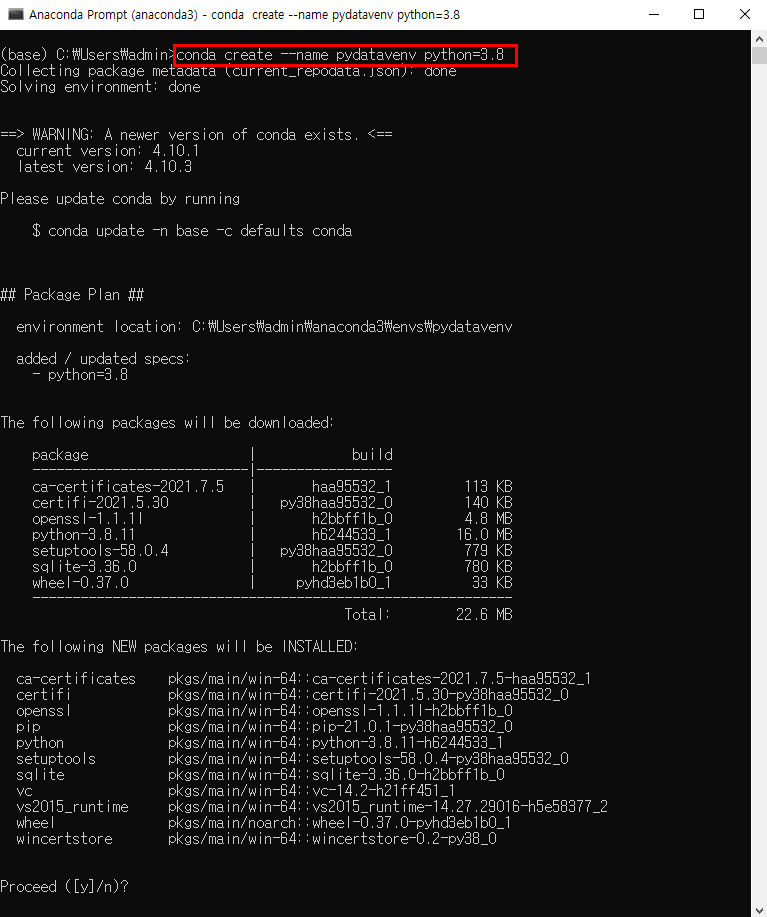 Anaconda Prompt (anaconda3) - conda  create --name pydatavenv python=3.8
(base) C:₩Users₩admin>conda create --name pydatavenv python=3.8
Collecting package metadata (current_repodata.json): done
Solving environment: done
==> WARNING: A newer version of conda exists. <==
  current version: 4.10.1
  latest version: 4.10.3
Please update conda by running
    $ conda update -n base -c defaults conda
## Package Plan ##
  environment location: C:₩Users₩admin₩anaconda3₩envs₩pydatavenv
  added / updated specs:
    - python=3.8
The following packages will be downloaded:
    package                    |            build
    ---------------------------|-----------------
    ca-certificates-2021.7.5   |       haa95532_1         113 KB
    certifi-2021.5.30          |   py38haa95532_0         140 KB
    openssl-1.1.1l             |       h2bbff1b_0         4.8 MB
    python-3.8.11              |       h6244533_1        16.0 MB
    setuptools-58.0.4          |   py38haa95532_0         779 KB
    sqlite-3.36.0              |       h2bbff1b_0         780 KB
    wheel-0.37.0               |     pyhd3eb1b0_1          33 KB
    ------------------------------------------------------------
                                           Total:        22.6 MB
The following NEW packages will be INSTALLED:
  ca-certificates    pkgs/main/win-64::ca-certificates-2021.7.5-haa95532_1
  certifi            pkgs/main/win-64::certifi-2021.5.30-py38haa95532_0
  openssl            pkgs/main/win-64::openssl-1.1.1l-h2bbff1b_0
  pip                pkgs/main/win-64::pip-21.0.1-py38haa95532_0
  python             pkgs/main/win-64::python-3.8.11-h6244533_1
  setuptools         pkgs/main/win-64::setuptools-58.0.4-py38haa95532_0
  sqlite             pkgs/main/win-64::sqlite-3.36.0-h2bbff1b_0
  vc                 pkgs/main/win-64::vc-14.2-h21ff451_1
  vs2015_runtime     pkgs/main/win-64::vs2015_runtime-14.27.29016-h5e58377_2
  wheel              pkgs/main/noarch::wheel-0.37.0-pyhd3eb1b0_1
  wincertstore       pkgs/main/win-64::wincertstore-0.2-py38_0
Proceed ([y]/n)?